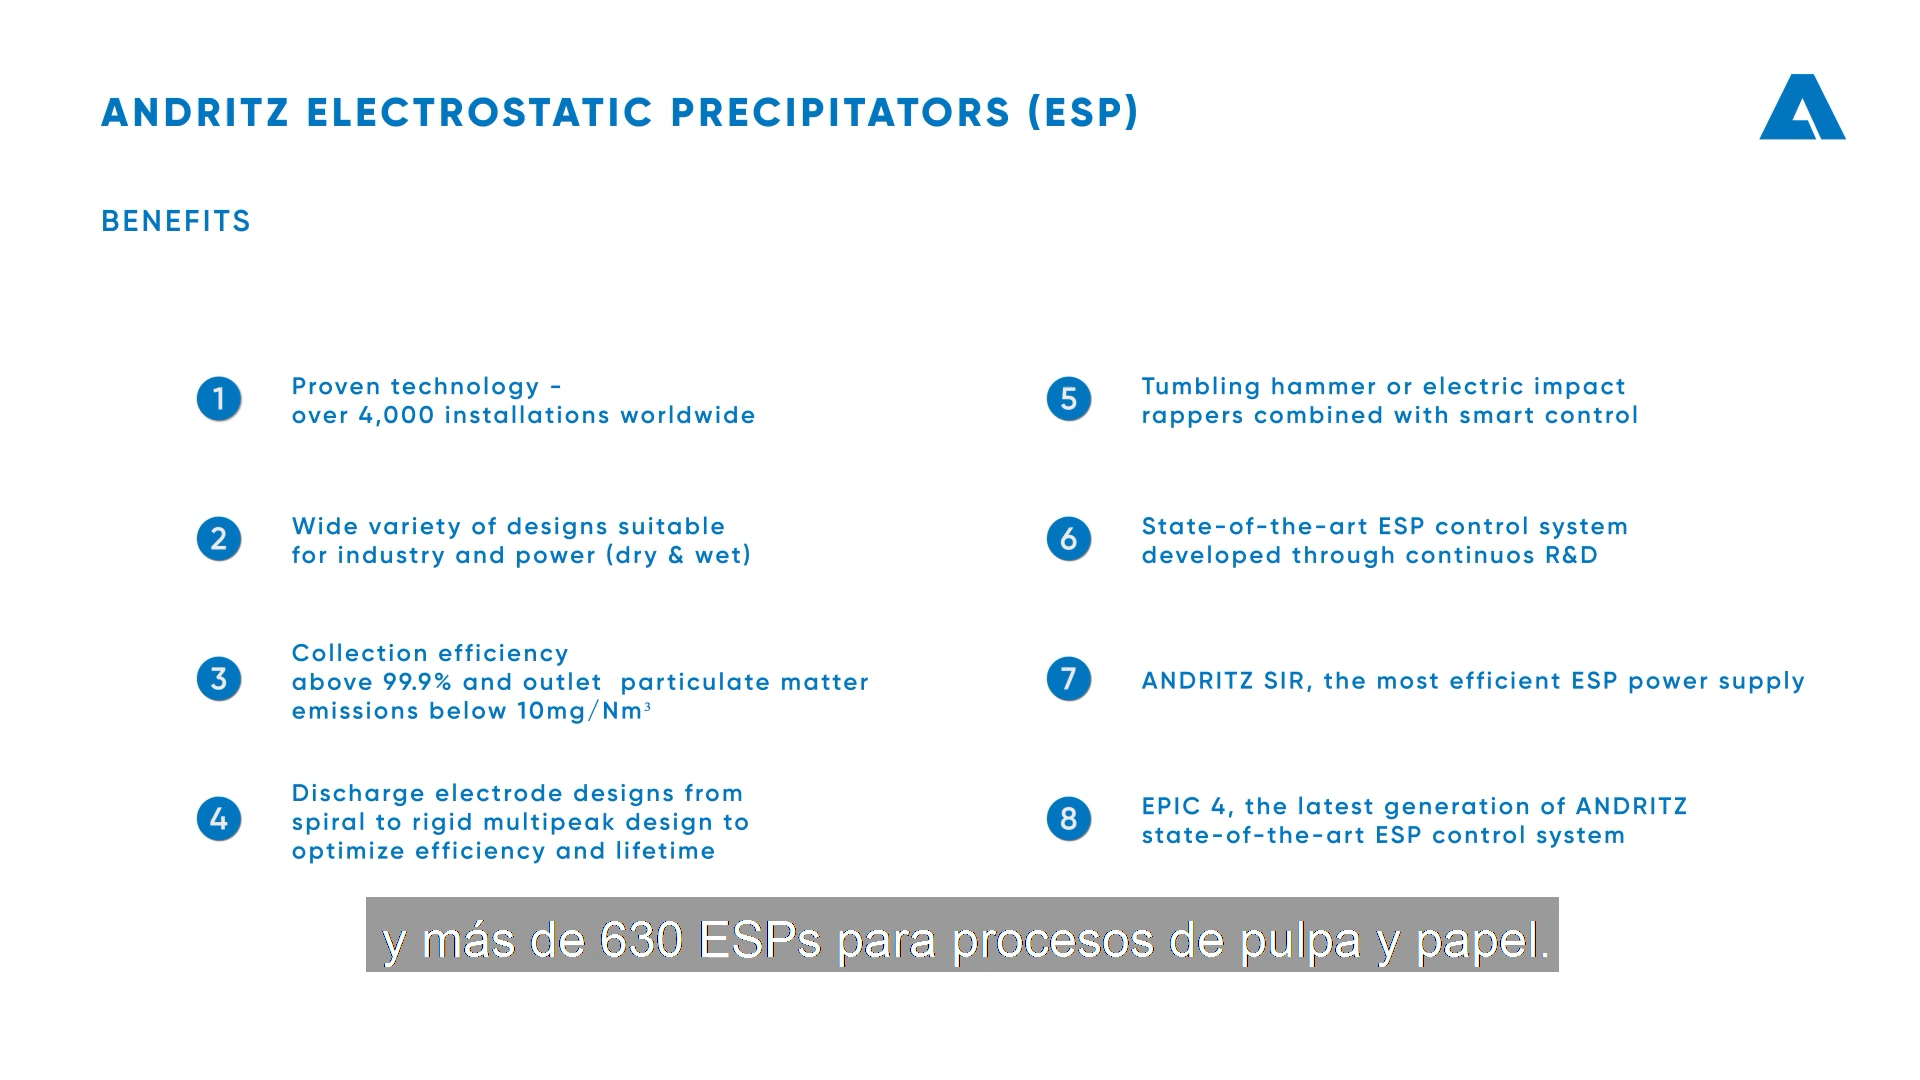 ANDRITZ ELECTROSTATIC PRECIPITATORS (ESP)
BENEFITS
1
Proven technology -
over 4,000 installations worldwide
2
Wide variety of designs suitable
for industry and power (dry & wet)
3
Collection efficiency
above 99.9% and outlet  particulate matter
emissions below 10mg/Nm³
4
Discharge electrode designs from
spiral to rigid multipeak design to
optimize efficiency and lifetime
5
Tumbling hammer or electric impact
rappers combined with smart control
6
State-of-the-art ESP control system
developed through continuos R&D
7
ANDRITZ SIR, the most efficient ESP power supply
8
EPIC 4, the latest generation of ANDRITZ
state-of-the-art ESP control system
y más de 630 ESPs para procesos de pulpa y papel.